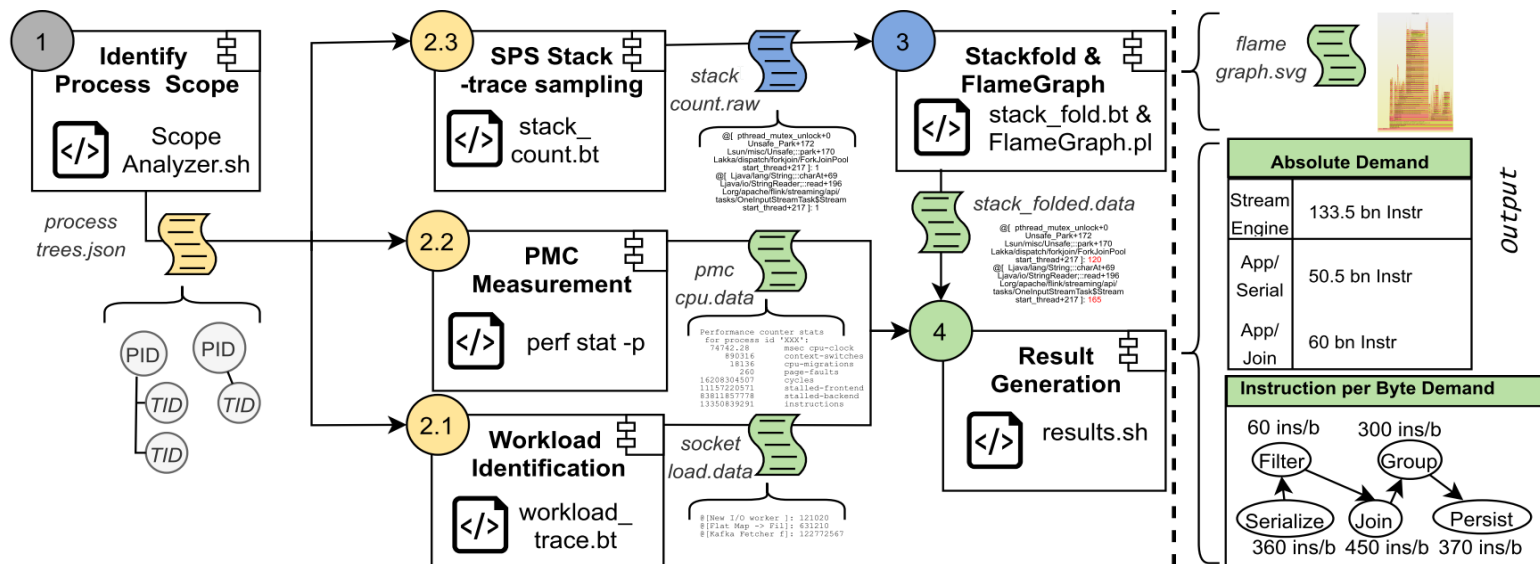 1
Identify
Process Scope
</>
Scope
Analyzer.sh
process
trees.json
PID
TID
TID
PID
TID
2.3
SPS Stack
-trace sampling
</>
stack_
count.bt
stack
count.raw
@[ pthread_mutex_unlock+0
Unsafe_Park+172
Lsun/misc/Unsafe;::park+170
Lakka/dispatch/forkjoin/ForkJoinPool
start_thread+217 ]: 1
@[ Ljava/lang/String;::charAt+69
Ljava/io/StringReader;::read+196
Lorg/apache/flink/streaming/api/
tasks/OneInputStreamTask$Stream
start_thread+217 ]: 1
2.2
PMC
Measurement
</>
perf stat -p
pmc
cpu.data
Performance counter stats
for process id 'XXX':
74742.28 msec cpu-clock
890316 context-switches
18136 cpu-migrations
260 page-faults
16208304507 cycles
11157220571 stalled-frontend
83811857778 stalled-backend
13350839291 instructions
2.1
Workload
Identification
</>
workload_
trace.bt
socket
load.data
@[New I/O worker ]: 121020
@[Flat Map -> Fil]: 631210
@[Kafka Fetcher f]: 122772567
3
Stackfold &
FlameGraph
</>
stack_fold.bt &
FlameGraph.pl
stack_folded.data
@[ pthread_mutex_unlock+0
Unsafe_Park+172
Lsun/misc/Unsafe;::park+170
Lakka/dispatch/forkjoin/ForkJoinPool
start_thread+217 ]: 120
@[ Ljava/lang/String;::charAt+69
Ljava/io/StringReader;::read+196
Lorg/apache/flink/streaming/api/
tasks/OneInputStreamTask$Stream
start_thread+217 ]: 165
4
Result
Generation
</>
results.sh
flame
graph.svg
Output
Absolute Demand
Stream
Engine
133.5 bn Instr
App/
Serial
50.5 bn Instr
App/
Join
60 bn Instr
Instruction per Byte Demand
60 ins/b
300 ins/b
Filter
Group
Serialize
Join
Persist
360 ins/b
450 ins/b
370 ins/b